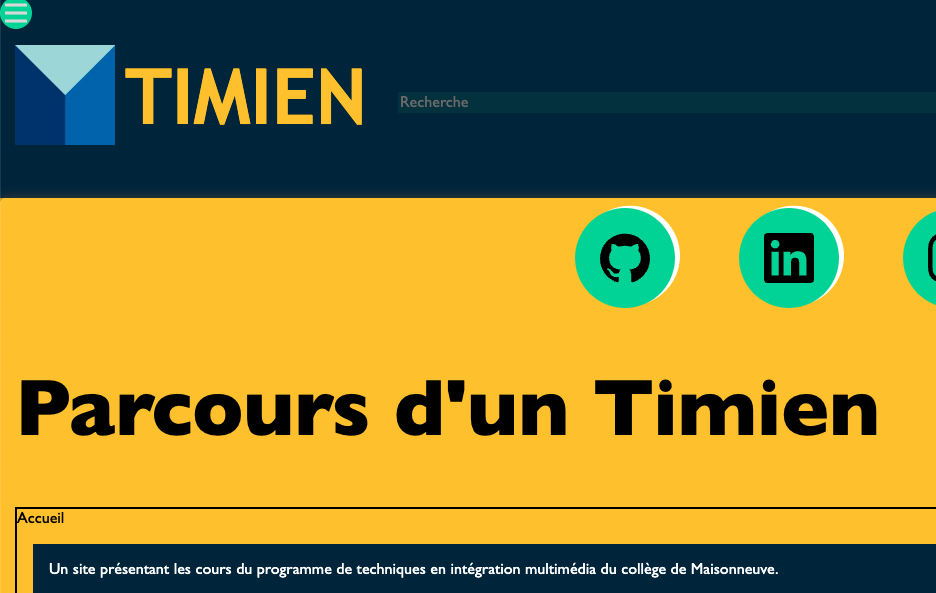 TIMIEN
Recherche
in
Parcours d'un Timien
Accueil
Un site présentant les cours du programme de techniques en intégration multimédia du collège de Maisonneuve.